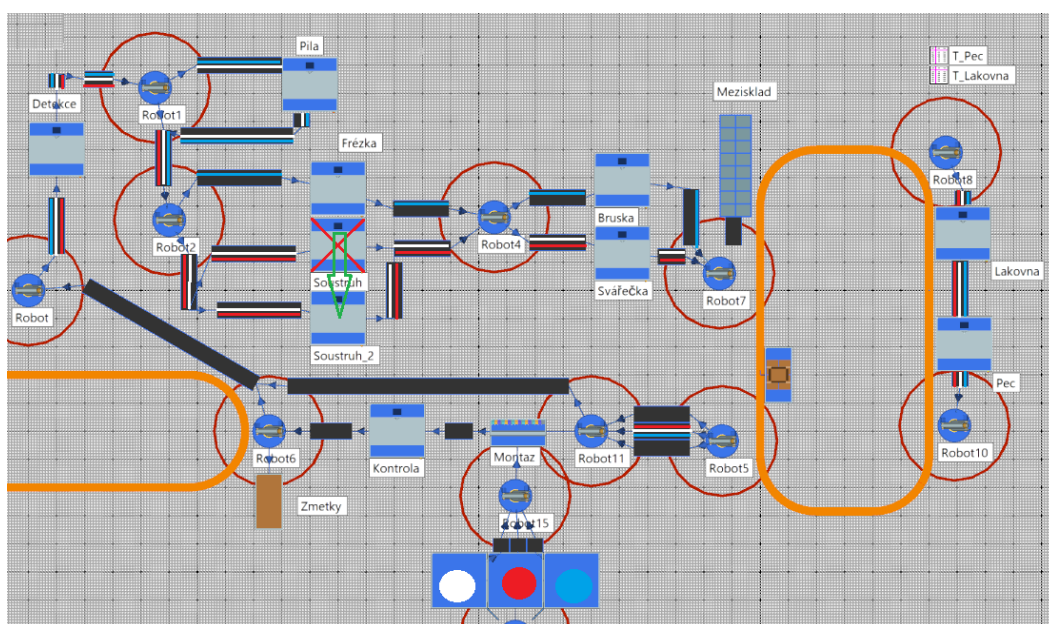 Pila
T_Pec
T_Lakovna
Mezisklad
Detekce
Robot1
Frézka
Robot8
Bruska
Robot2
Robot4
Lakovna
Soustruh
Svářečka
Robot7
Robot
Soustruh_2
Pec
Robot6
Kontrola
Montaz
Robot11
Robot5
Robot10
Zmetky
Robot15